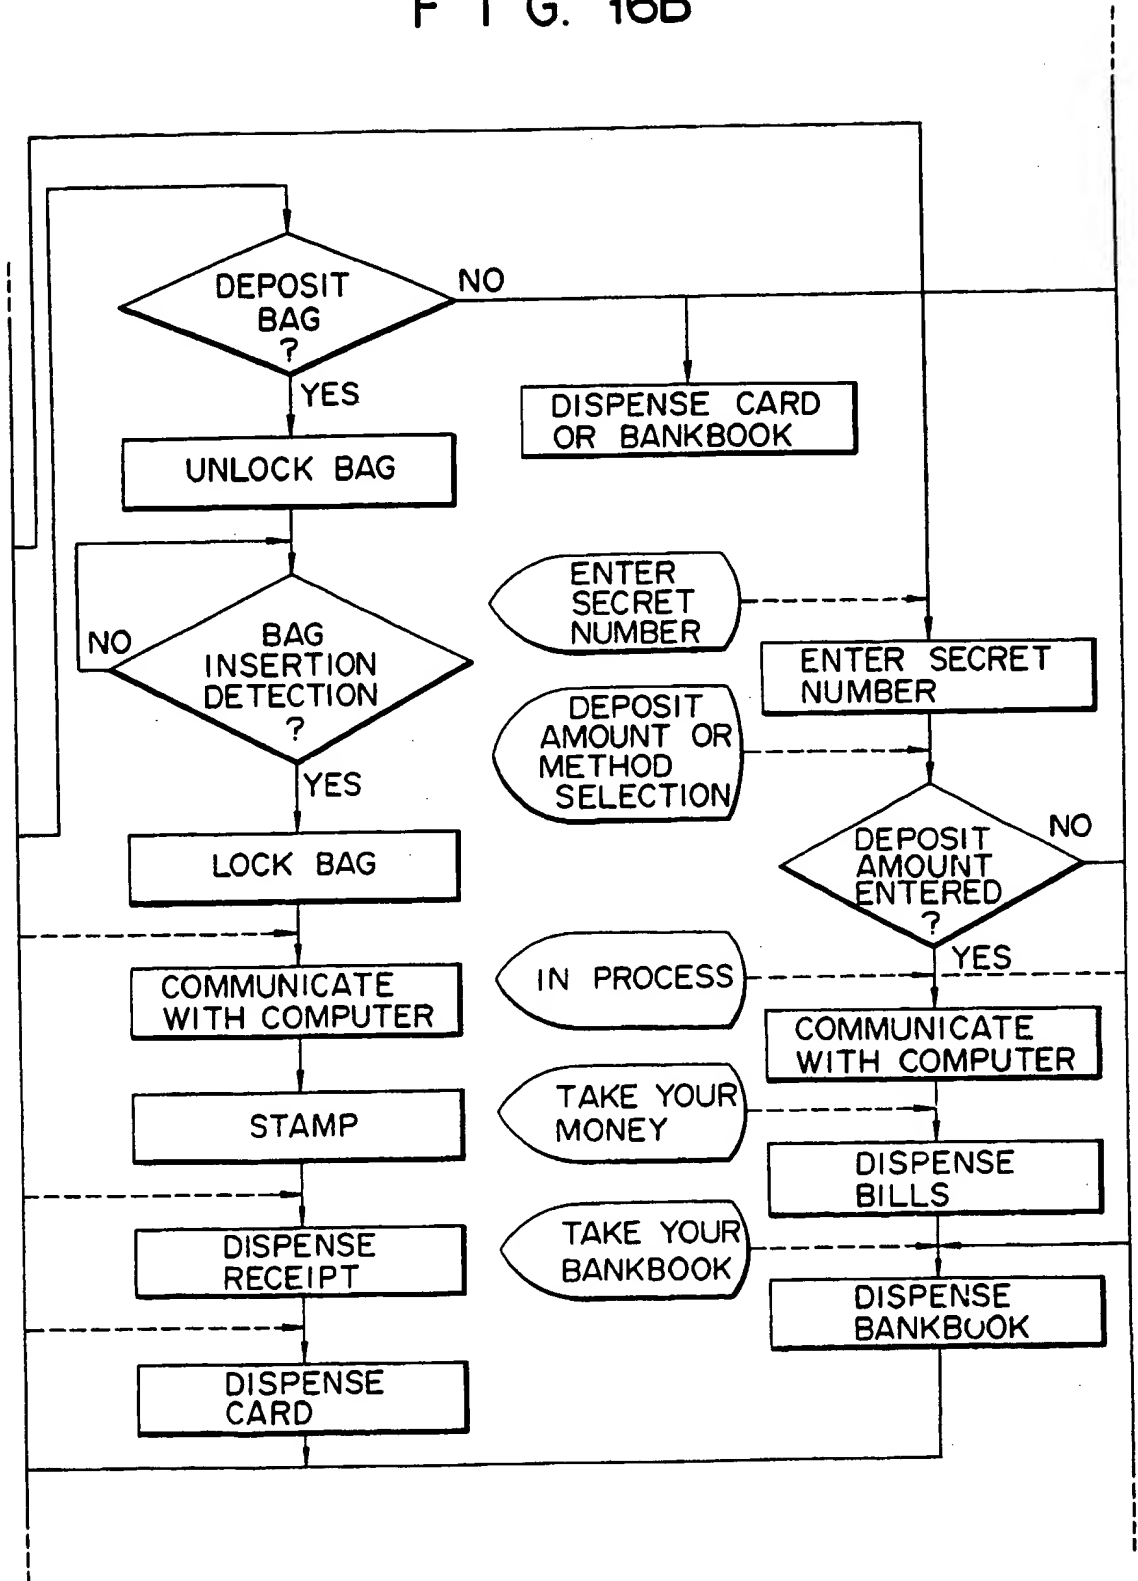 F I G. 16B
DEPOSIT
BAG
?
NO
YES
DISPENSE CARD
OR BANKBOOK
UNLOCK BAG
NO
BAG
INSERTION
DETECTION
?
YES
LOCK BAG
COMMUNICATE
WITH COMPUTER
STAMP
DISPENSE
RECEIPT
DISPENSE
CARD
ENTER
SECRET
NUMBER
ENTER SECRET
NUMBER
DEPOSIT
AMOUNT OR
METHOD
SELECTION
DEPOSIT
AMOUNT
ENTERED
?
NO
YES
IN PROCESS
COMMUNICATE
WITH COMPUTER
TAKE YOUR
MONEY
DISPENSE
BILLS
TAKE YOUR
BANKBOOK
DISPENSE
BANKBOOK